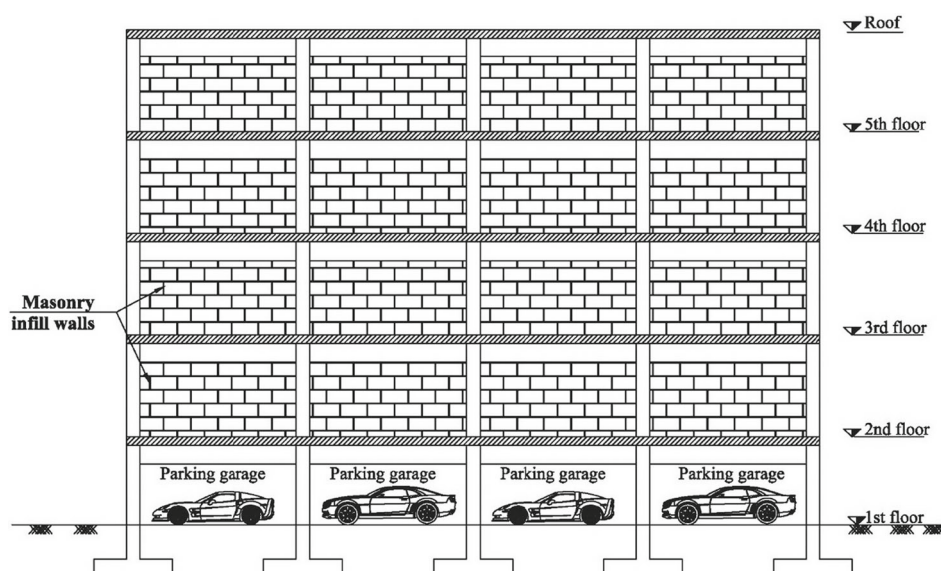 Roof
5th floor
4th floor
Masonry
infill walls
3rd floor
2nd floor
Parking garage
Parking garage
Parking garage
Parking garage
1st floor